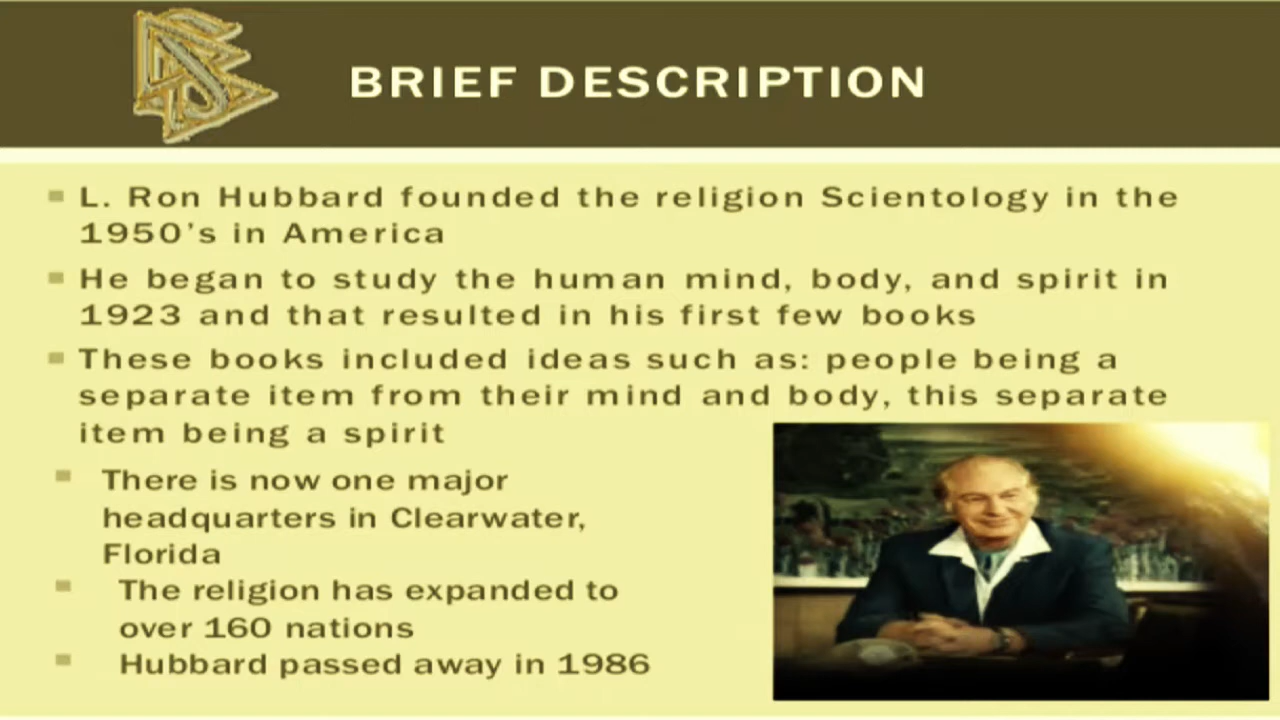 BRIEF DESCRIPTION
L. Ron Hubbard founded the religion Scientology in the
1950's in America
He began to study the human mind, body, and spirit in
1923 and that resulted in his first few books
These books included ideas such as: people being a
separate item from their mind and body, this separate
item being a spirit
There is now one major
headquarters in Clearwater,
Florida
The religion has expanded to
over 160 nations
Hubbard passed away in 1986